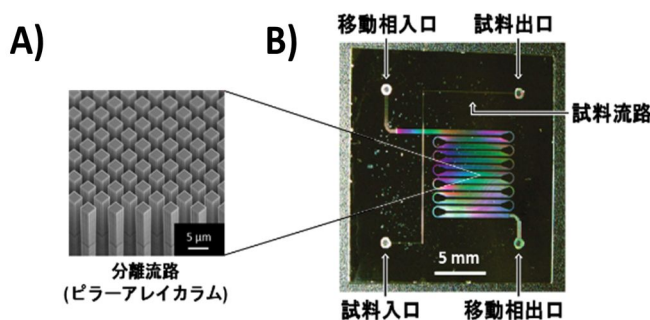 A)
5 μm
分離流路
(ピラーアレイカラム)
B)
移動相入口
試料出口
試料流路
5 mm
試料入口
移動相出口